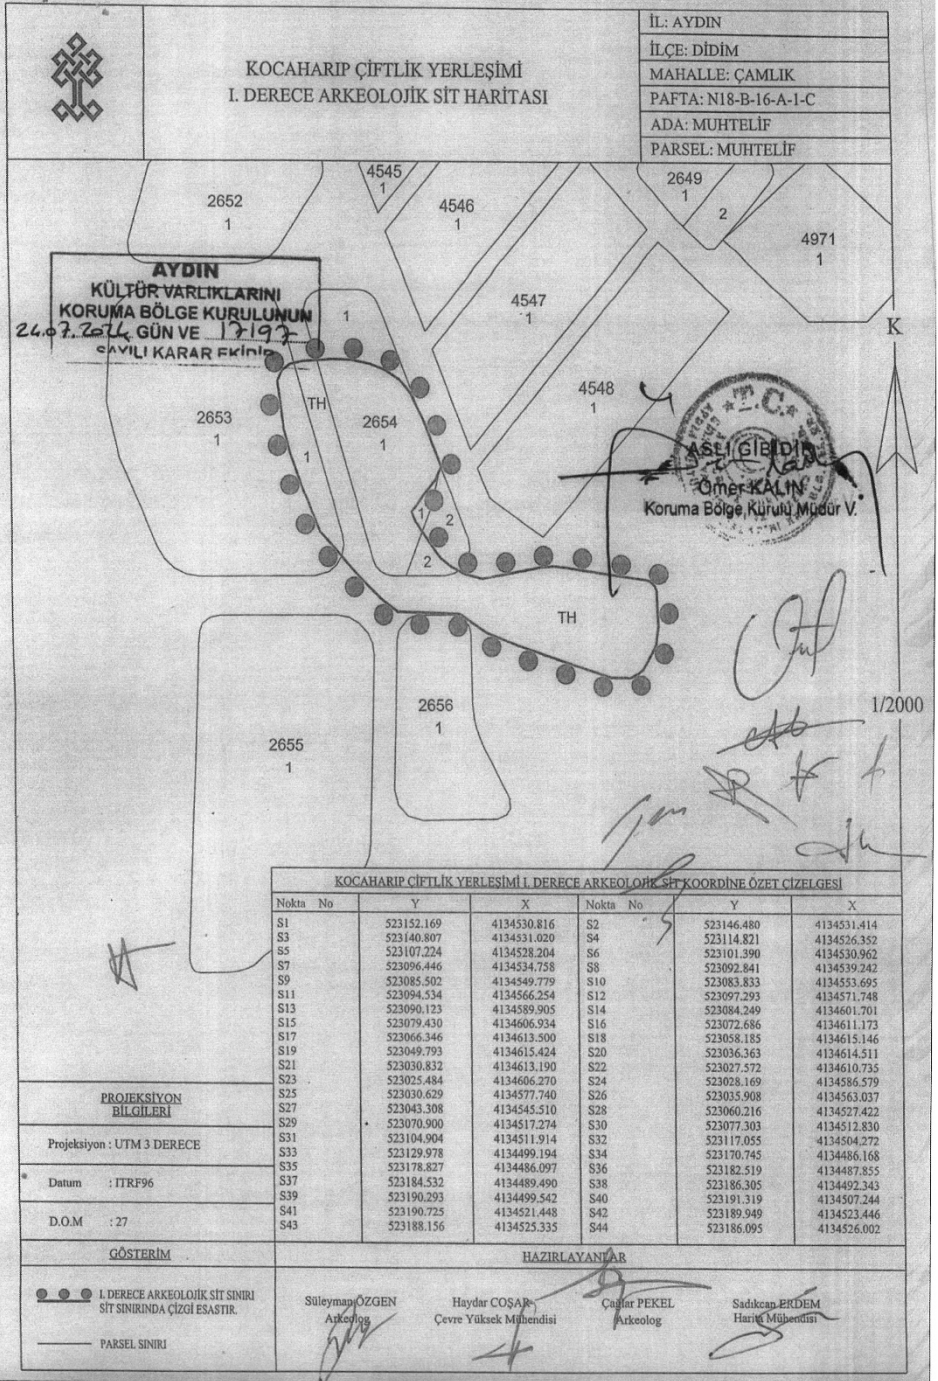 KOCAHARIP ÇİFTLİK YERLEŞİMİ
I. DERECE ARKEOLOJİK SİT HARİTASI
İL: AYDIN
İLÇE: DİDİM
MAHALLE: ÇAMLIK
PAFTA: N18-B-16-A-1-C
ADA: MUHTELİF
PARSEL: MUHTELİF
2652
1
4545
1
4546
1
2649
1
2
4971
1
AYDIN
KÜLTÜR VARLIKLARINI
KORUMA BÖLGE KURULUNUN
24.07.2024 GÜN VE 17197
SAYILI KARAR EKİDİR
4547
1
K
1
4548
1
TH
2653
1
2654
1
1
1
2
2
T.C.
ASLI GİBİDİR
Ömer KALIN
Koruma Bölge Kurulu Müdür V.
TH
2656
1
2655
1
1/2000
KOCAHARIP ÇİFTLİK YERLEŞİMİ I. DERECE ARKEOLOJİK SİT KOORDİNE ÖZET ÇİZELGESİ
Nokta No Y X Nokta No Y X
S1 523152.169 4134530.816 S2 523146.480 4134531.414
S3 523140.807 4134531.020 S4 523114.821 4134526.352
S5 523107.224 4134528.204 S6 523101.390 4134530.962
S7 523096.446 4134534.758 S8 523092.841 4134539.242
S9 523085.502 4134549.779 S10 523083.833 4134553.695
S11 523094.534 4134566.254 S12 523097.293 4134571.748
S13 523090.123 4134589.905 S14 523084.249 4134601.701
S15 523079.430 4134606.934 S16 523072.686 4134611.173
S17 523066.346 4134613.500 S18 523058.185 4134615.146
S19 523049.793 4134615.424 S20 523036.363 4134614.511
S21 523030.832 4134613.190 S22 523027.572 4134610.735
S23 523025.484 4134606.270 S24 523028.169 4134586.579
S25 523030.629 4134577.740 S26 523035.908 4134563.037
S27 523043.308 4134545.510 S28 523060.216 4134527.422
S29 523070.900 4134517.274 S30 523077.303 4134512.830
S31 523104.904 4134511.914 S32 523117.055 4134504.272
S33 523129.978 4134499.194 S34 523170.745 4134486.168
S35 523178.827 4134486.097 S36 523182.519 4134487.855
S37 523184.532 4134489.490 S38 523186.305 4134492.343
S39 523190.293 4134499.542 S40 523191.319 4134507.244
S41 523190.725 4134521.448 S42 523189.949 4134523.446
S43 523188.156 4134525.335 S44 523186.095 4134526.002
PROJEKSİYON
BİLGİLERİ
Projeksiyon : UTM 3 DERECE
Datum : ITRF96
D.O.M : 27
GÖSTERİM
I. DERECE ARKEOLOJİK SİT SINIRI
SİT SINIRINDA ÇİZGİ ESASTIR.
PARSEL SINIRI
HAZIRLAYANLAR
Süleyman ÖZGEN
Arkeolog
Haydar COŞAR
Çevre Yüksek Mühendisi
Çağlar PEKEL
Arkeolog
Sadıkcan ERDEM
Harita Mühendisi